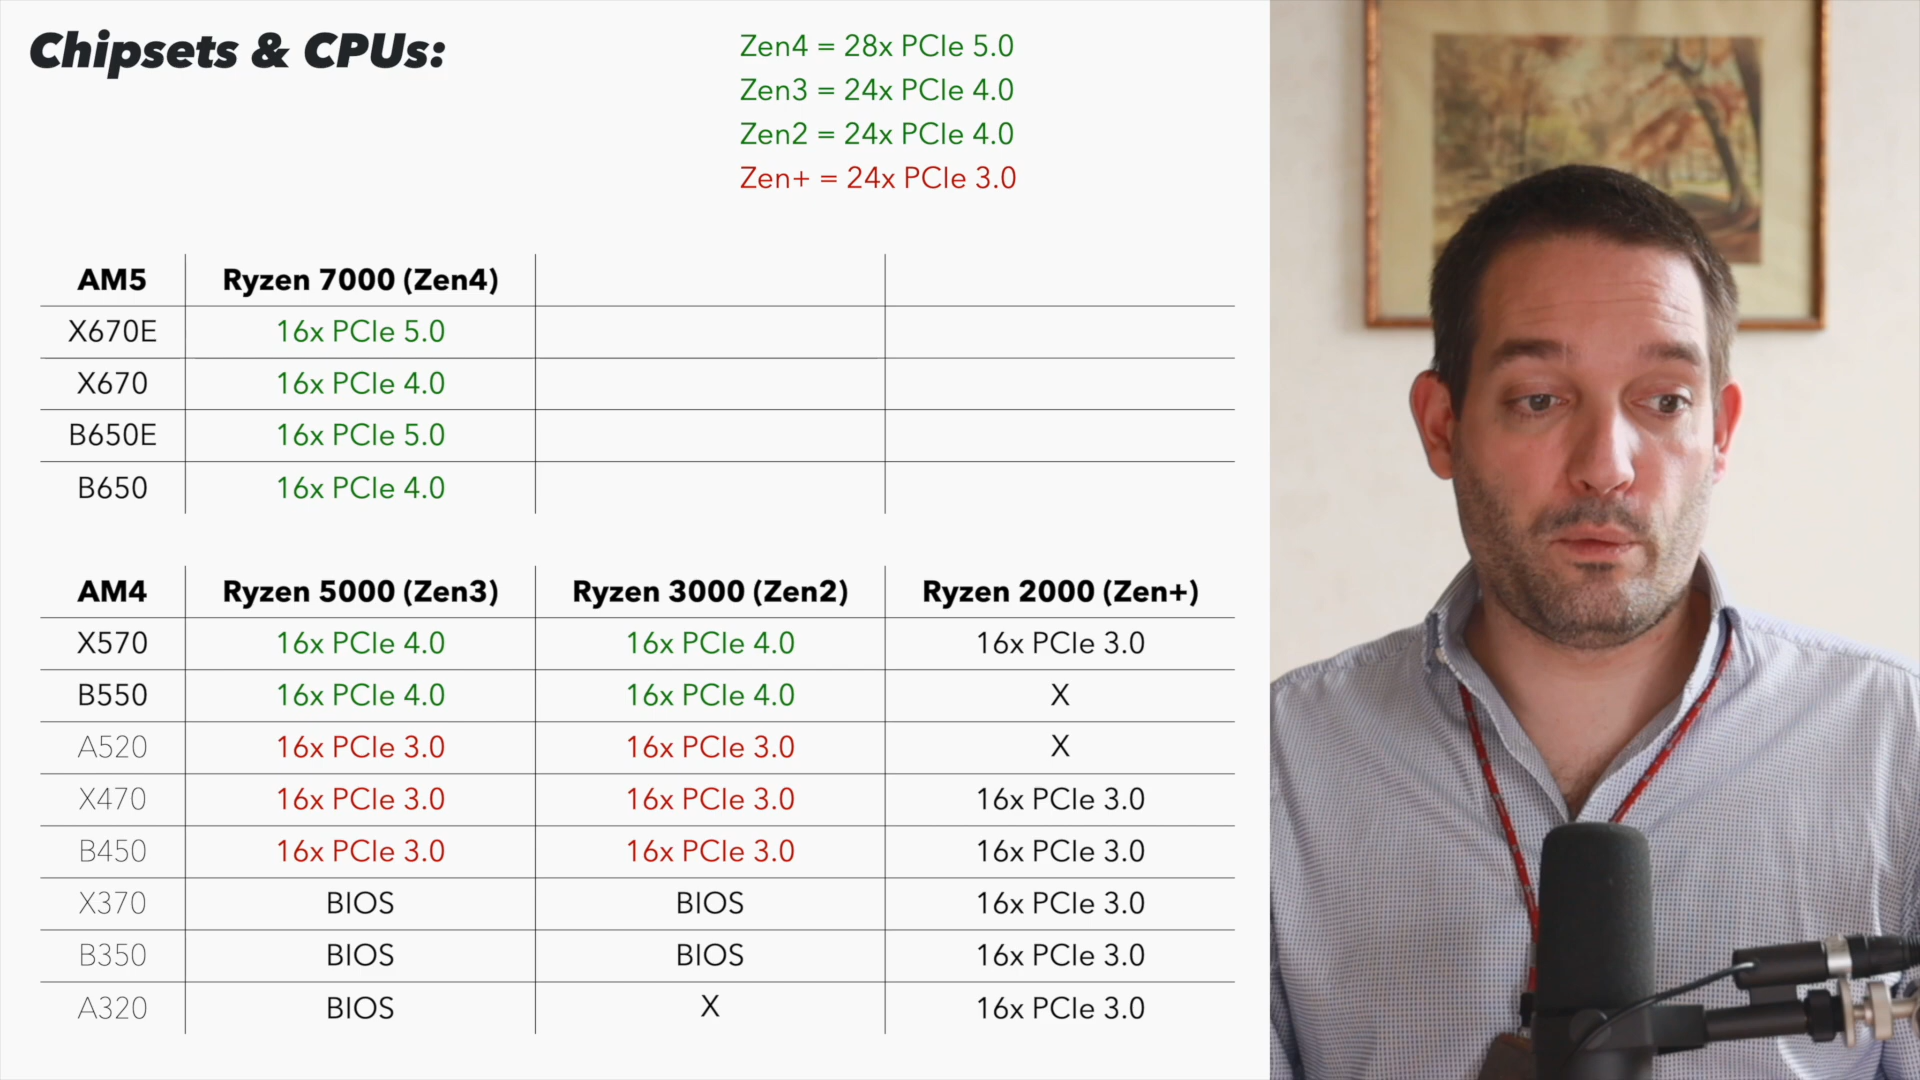 Chipsets & CPUs:
Zen4 = 28x PCIe 5.0
Zen3 = 24x PCIe 4.0
Zen2 = 24x PCIe 4.0
Zen+ = 24x PCIe 3.0
AM5 Ryzen 7000 (Zen4)
X670E 16x PCIe 5.0
X670 16x PCIe 4.0
B650E 16x PCIe 5.0
B650 16x PCIe 4.0
AM4 Ryzen 5000 (Zen3) Ryzen 3000 (Zen2) Ryzen 2000 (Zen+)
X570 16x PCIe 4.0 16x PCIe 4.0 16x PCIe 3.0
B550 16x PCIe 4.0 16x PCIe 4.0 X
A520 16x PCIe 3.0 16x PCIe 3.0 X
X470 16x PCIe 3.0 16x PCIe 3.0 16x PCIe 3.0
B450 16x PCIe 3.0 16x PCIe 3.0 16x PCIe 3.0
X370 BIOS BIOS 16x PCIe 3.0
B350 BIOS BIOS 16x PCIe 3.0
A320 BIOS X 16x PCIe 3.0